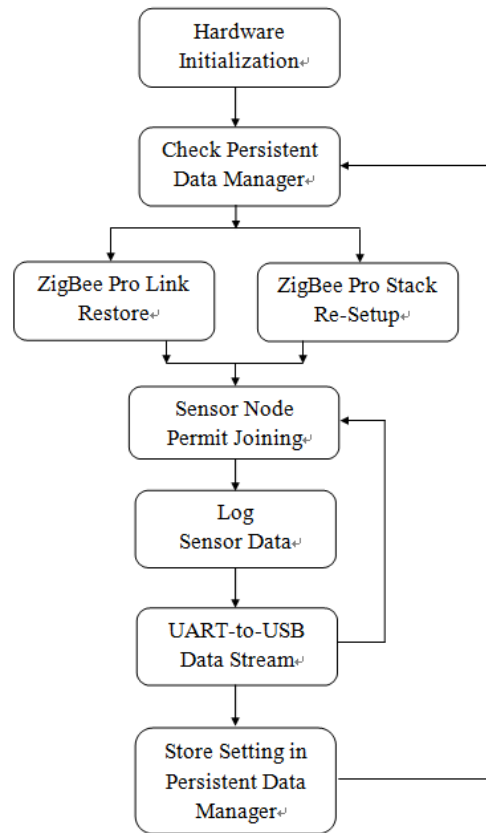 Hardware
Initialization↵
Check Persistent
Data Manager↵
ZigBee Pro Link
Restore↵
ZigBee Pro Stack
Re-Setup↵
Sensor Node
Permit Joining↵
Log
Sensor Data↵
UART-to-USB
Data Stream↵
Store Setting in
Persistent Data
Manager↵